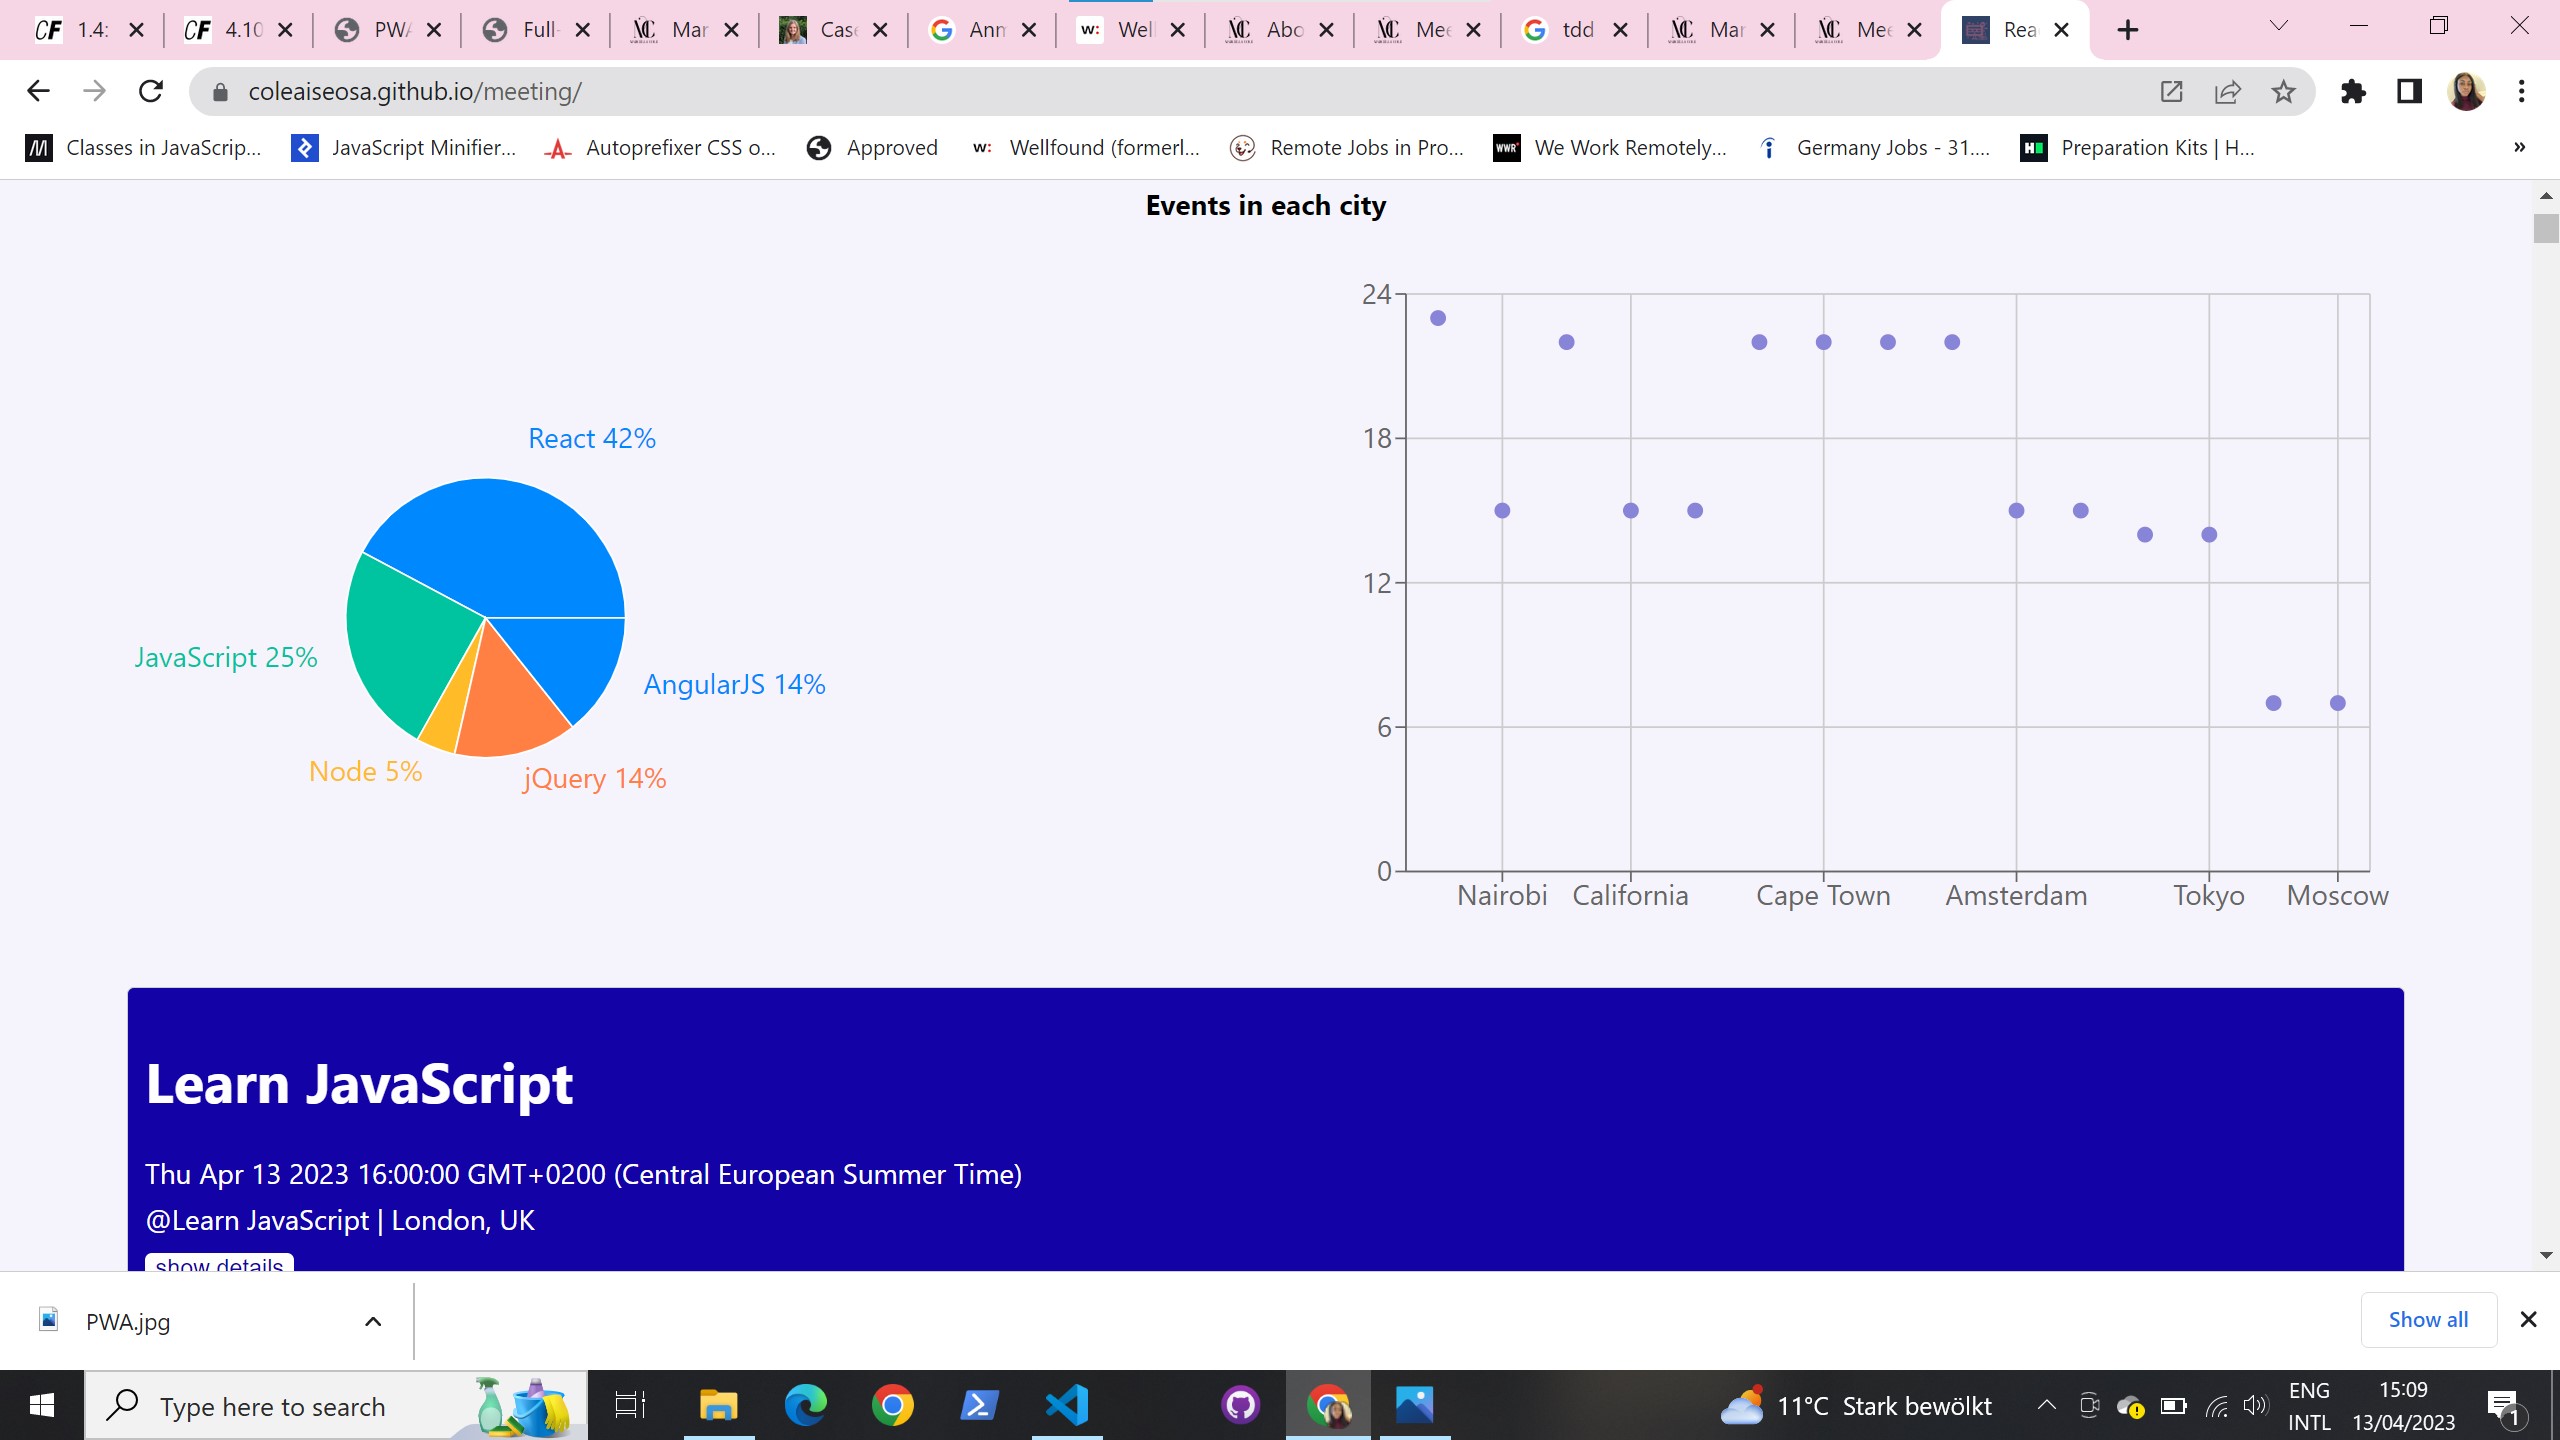 CF 1.4:
CF 4.10
PWA
Full-
Mar
Case
Ann
w: Well
Abo
Mee
tdd
Mar
Mee
Rea
coleaiseosa.github.io/meeting/
Classes in JavaScrip...
JavaScript Minifier...
Autoprefixer CSS o...
Approved
w: Wellfound (formerl...
Remote Jobs in Pro...
WWR We Work Remotely...
Germany Jobs - 31....
Preparation Kits | H...
»
Events in each city
React 42%
JavaScript 25%
AngularJS 14%
Node 5%
jQuery 14%
24
18
12
6
0
Nairobi California Cape Town Amsterdam Tokyo Moscow
Learn JavaScript
Thu Apr 13 2023 16:00:00 GMT+0200 (Central European Summer Time)
@Learn JavaScript | London, UK
show details
PWA.jpg
Show all
Type here to search
11°C Stark bewölkt
ENG
INTL
15:09
13/04/2023
1